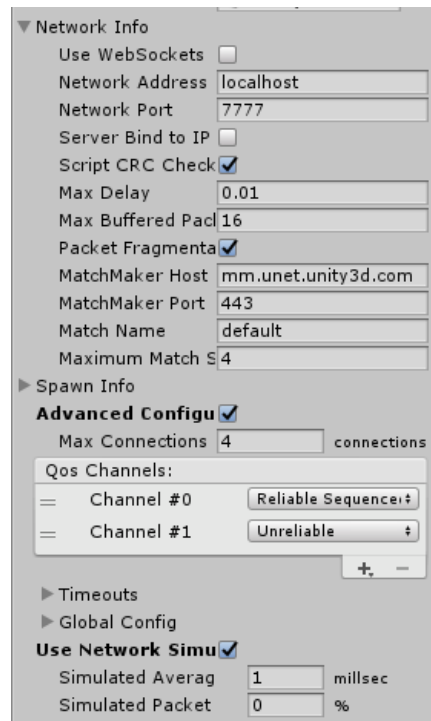 Network Info
Use WebSockets
Network Address localhost
Network Port 7777
Server Bind to IP
Script CRC Check
Max Delay 0.01
Max Buffered Pac 16
Packet Fragmenta
MatchMaker Host mm.unet.unity3d.com
MatchMaker Port 443
Match Name default
Maximum Match S 4
Spawn Info
Advanced Configu
Max Connections 4 connections
Qos Channels:
Channel #0 Reliable Sequence
Channel #1 Unreliable
Timeouts
Global Config
Use Network Simu
Simulated Averag 1 millsec
Simulated Packet 0 %